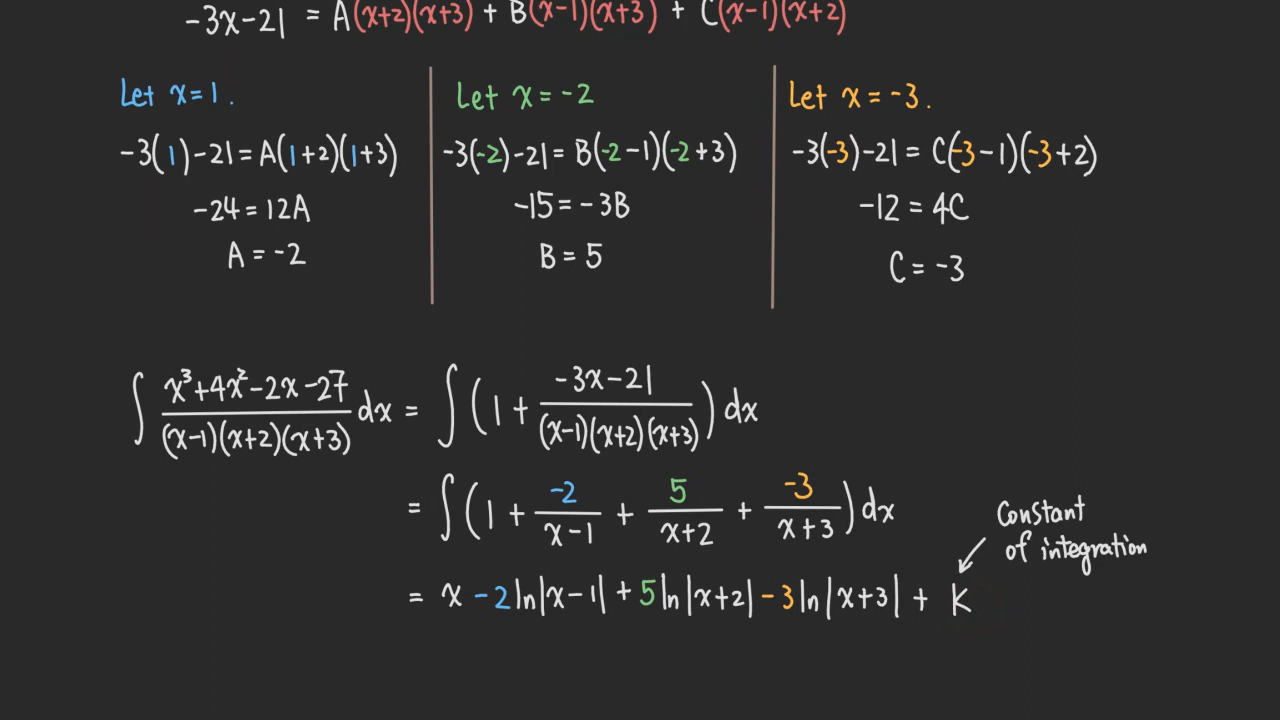 -3x-21 = A(x+2)(x+3) + B(x-1)(x+3) + C(x-1)(x+2)
Let x=1.
-3(1)-21=A(1+2)(1+3)
-24=12A
A=-2
Let x=-2
-3(-2)-21=B(-2-1)(-2+3)
-15=-3B
B=5
Let x=-3.
-3(-3)-21=C(-3-1)(-3+2)
-12=4C
C=-3
∫ (x³+4x²-2x-27)/((x-1)(x+2)(x+3)) dx = ∫(1 + (-3x-21)/((x-1)(x+2)(x+3))) dx
= ∫(1 + -2/(x-1) + 5/(x+2) + -3/(x+3)) dx
Constant
of integration
= x -2ln|x-1| + 5ln|x+2| -3ln|x+3| + K